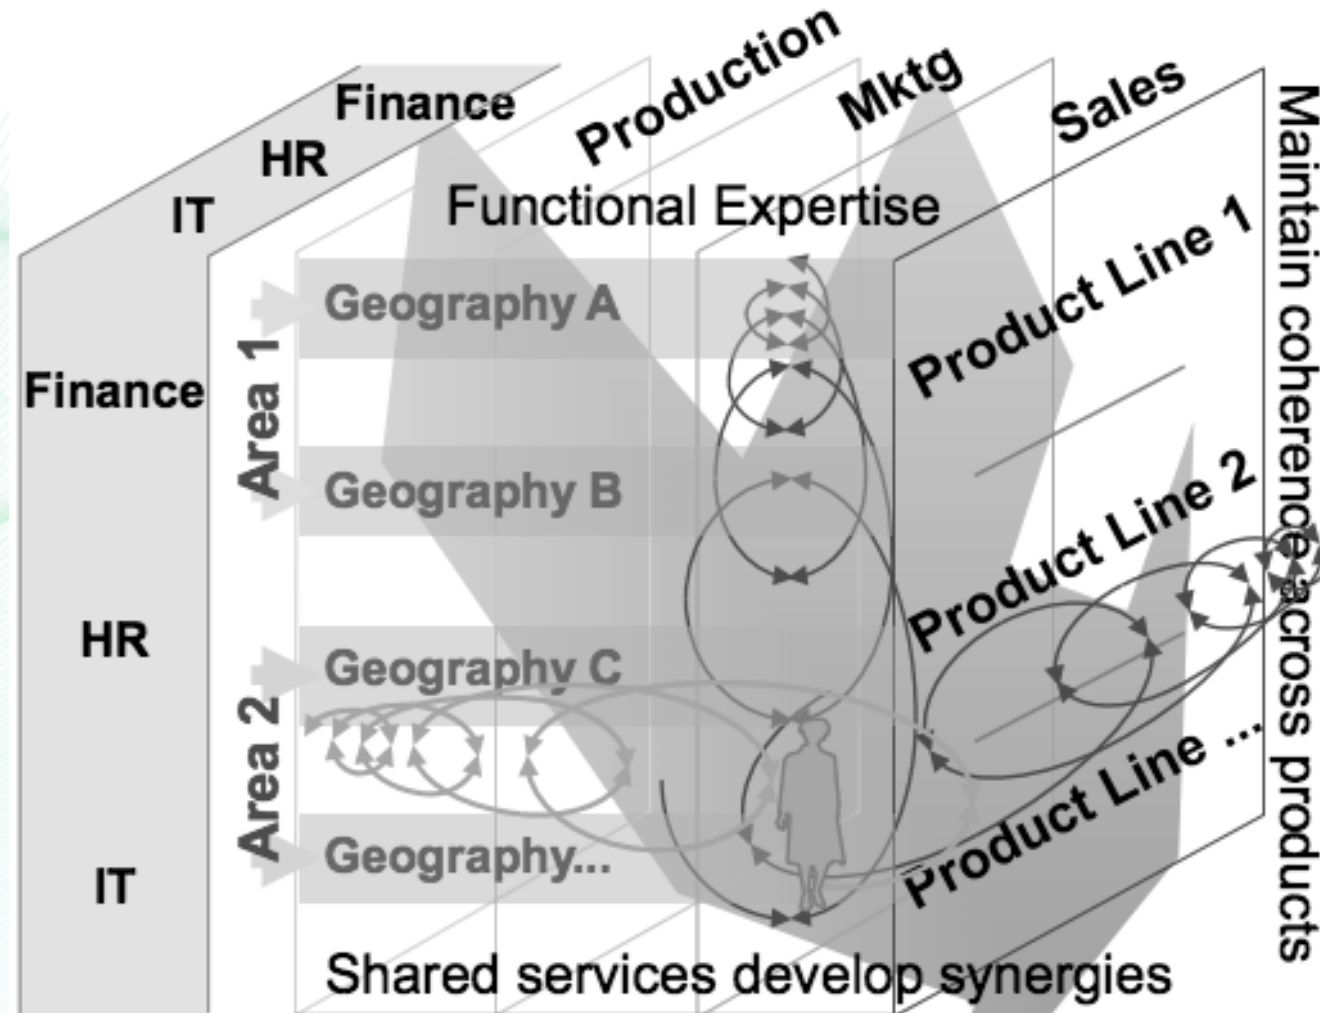 Production
Mktg
Sales
Finance
HR
IT
Functional Expertise
Maintain coherence across products
Area 1
Geography A
Product Line 1
Finance
Geography B
Product Line 2
HR
Area 2
Geography C
Product Line ...
IT
Geography...
Shared services develop synergies